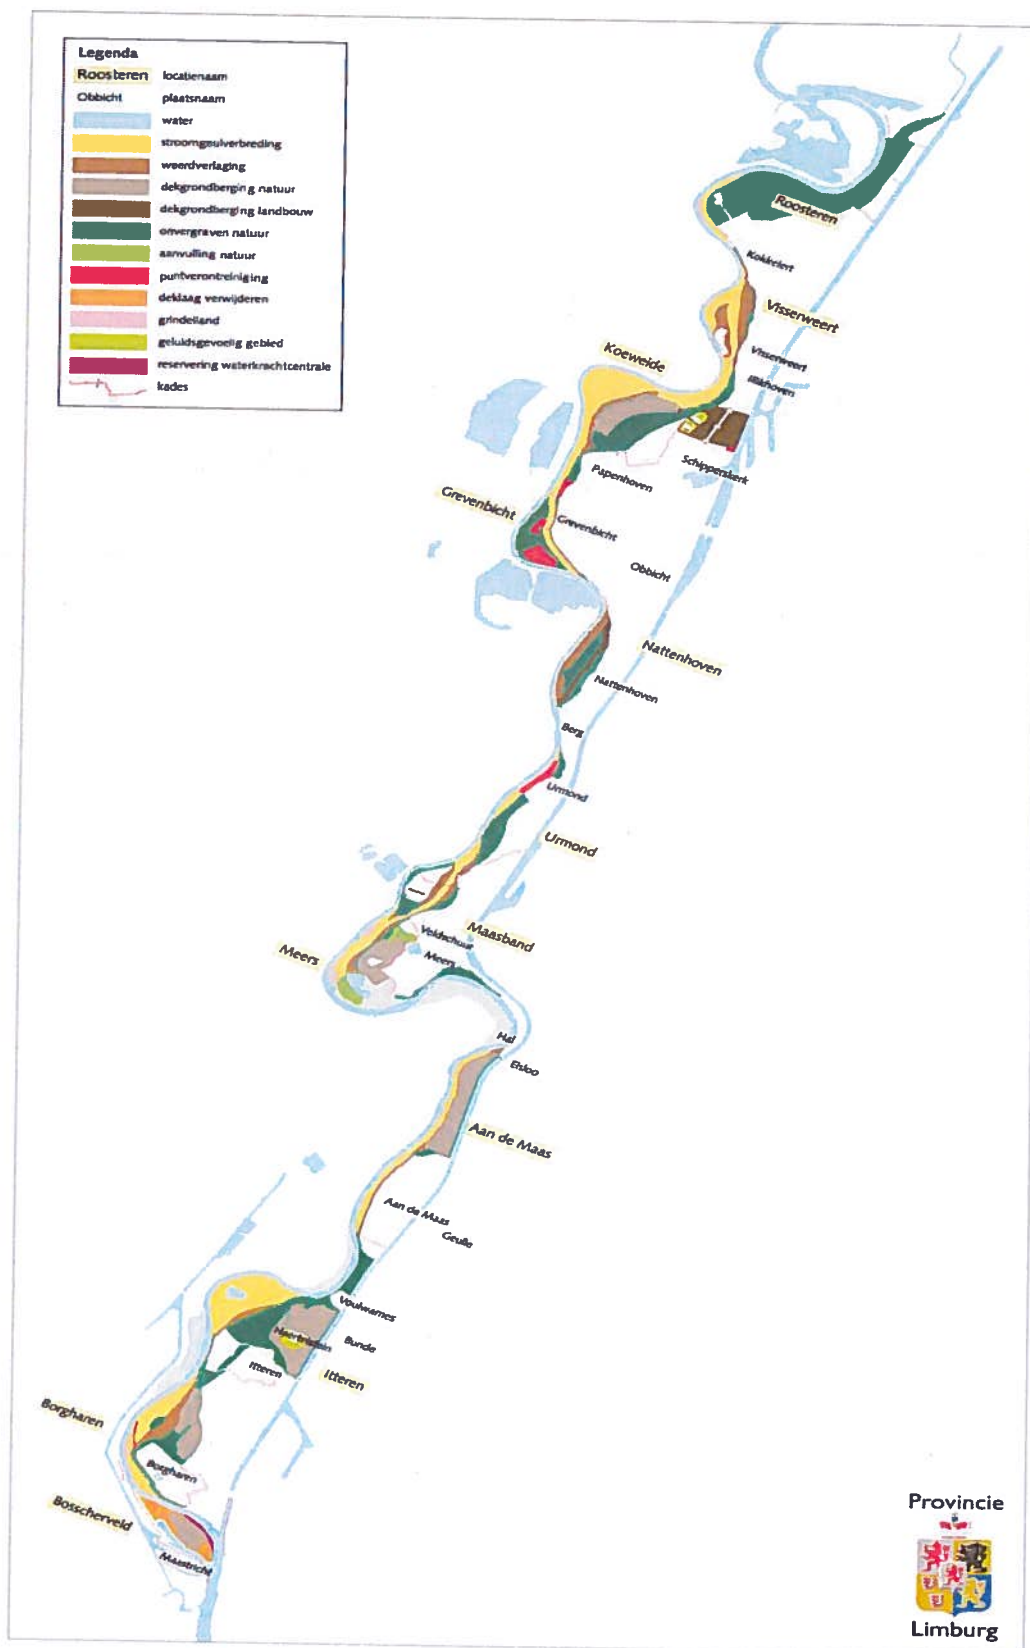 Legenda
Roosteren locatienaam
Obbicht plaatsnaam
water
stroomgeulverbreding
weerdverlaging
dekgrondberging natuur
dekgrondberging landbouw
onvergraven natuur
aanvulling natuur
puntverontreiniging
deklaag verwijderen
grindeiland
geluidsgevoelig gebied
reservering waterkrachtcentrale
kades
Roosteren
Kokkelert
Visserweert
Koeweide
Visserweert
Illikhoven
Schipperskerk
Papenhoven
Grevenbicht
Grevenbicht
Obbicht
Nattenhoven
Nattenhoven
Berg
Urmond
Urmond
Maasband
Veldschuur
Meers
Meers
Hal
Elsloo
Aan de Maas
Aan de Maas
Geulle
Voulwames
Hartelstein
Bunde
Itteren
Itteren
Borgharen
Borgharen
Bosscherveld
Maastricht
Provincie
Limburg